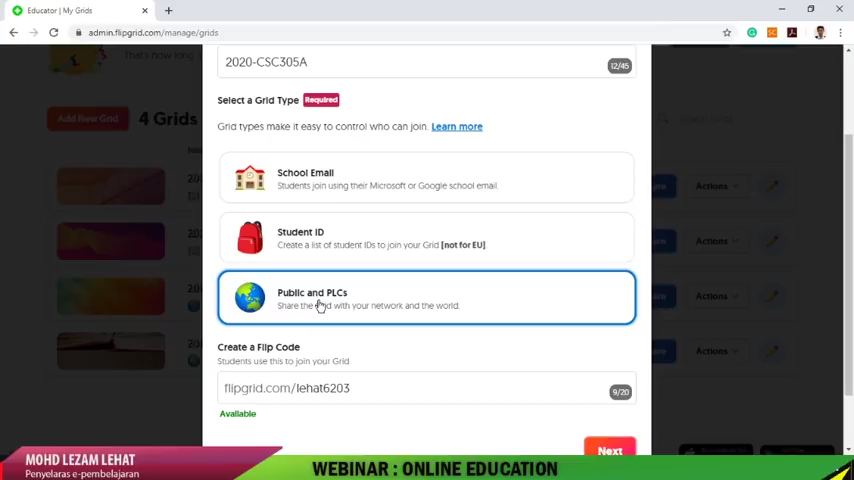 Educator | My Grids
admin.flipgrid.com/manage/grids
That's how long
2020-CSC305A
12/45
Select a Grid Type Required
Grid types make it easy to control who can join. Learn more
Add New Grid
4 Grids
School Email
Students join using their Microsoft or Google school email.
Actions
Student ID
Create a list of student IDs to join your Grid [not for EU]
Actions
Public and PLCs
Share the with your network and the world.
Actions
Create a Flip Code
Students use this to join your Grid
Actions
flipgrid.com/lehat6203
9/20
Available
Next
MOHD LEZAM LEHAT
Penyelaras e-pembelajaran
WEBINAR : ONLINE EDUCATION